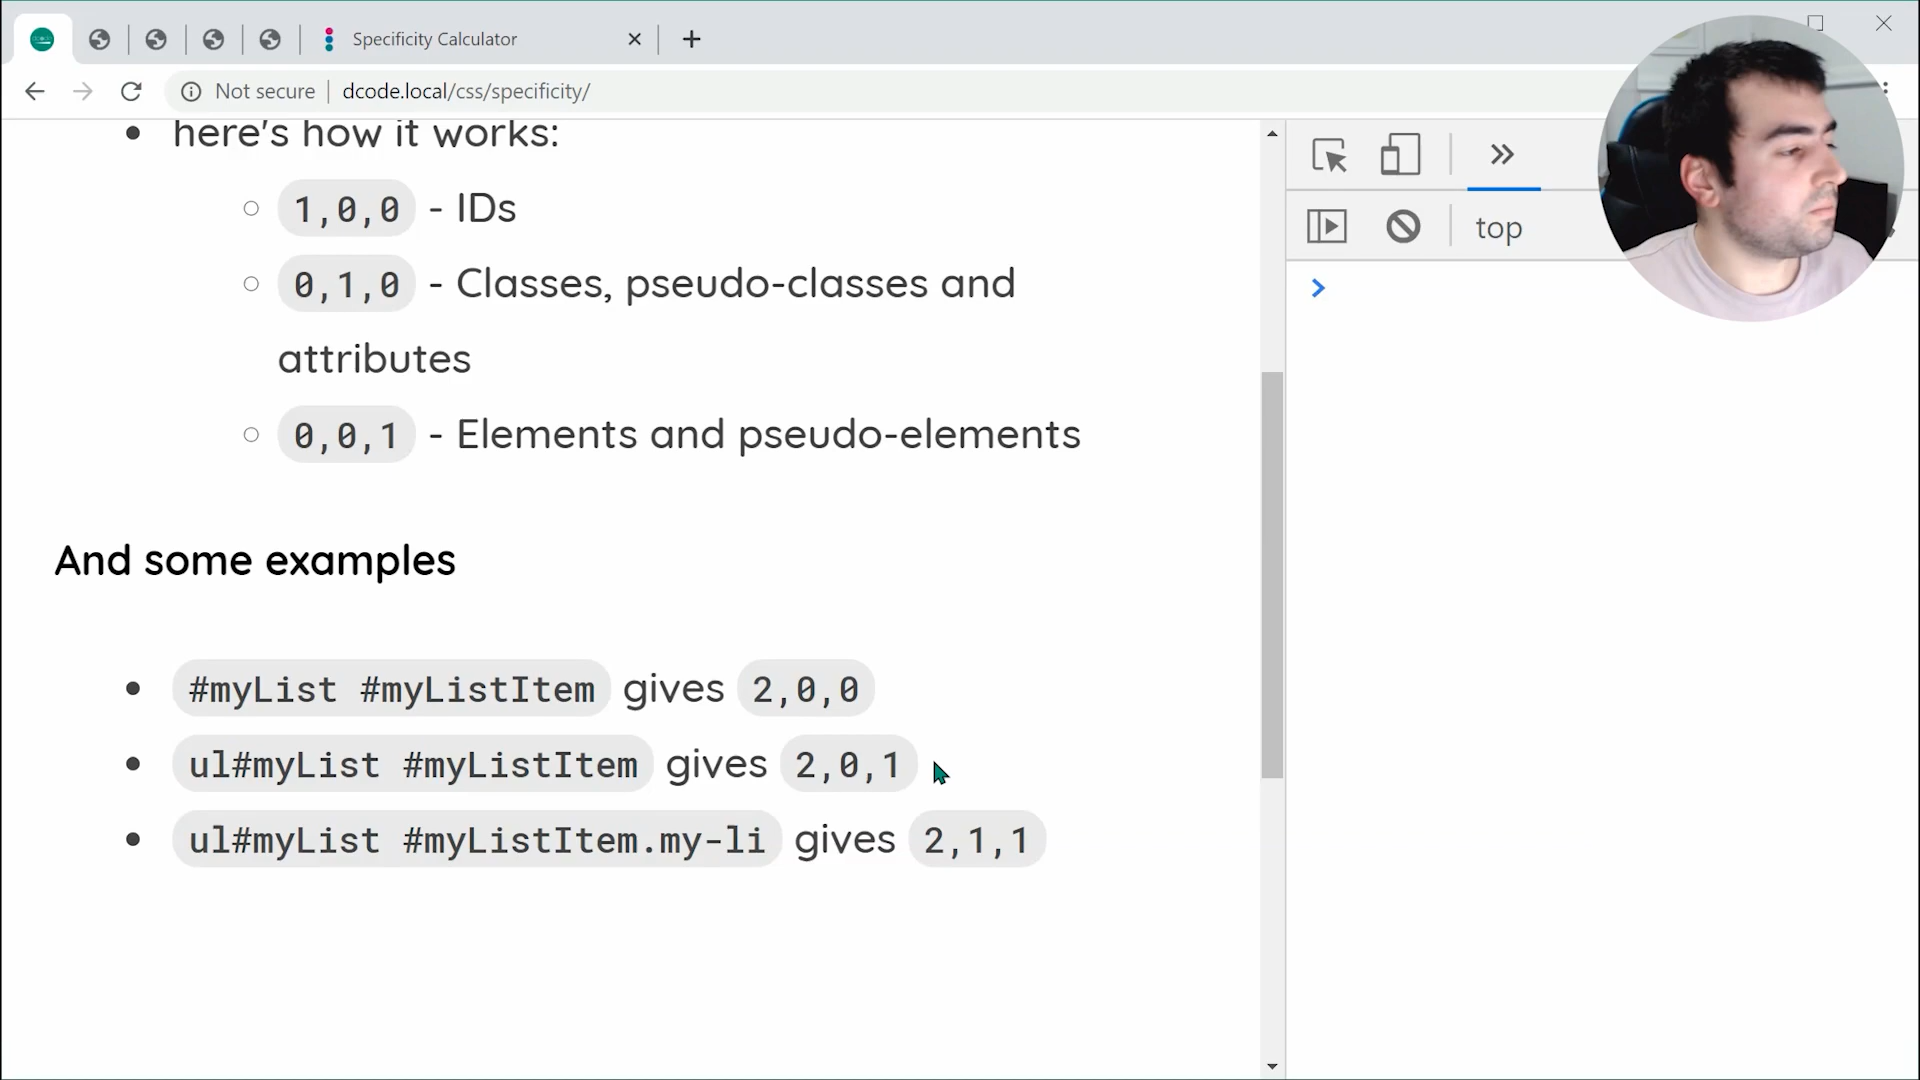 Specificity Calculator
Not secure | dcode.local/css/specificity/
here's how it works:
1,0,0 - IDs
0,1,0 - Classes, pseudo-classes and
attributes
0,0,1 - Elements and pseudo-elements
top
And some examples
#myList #myListItem gives 2,0,0
ul#myList #myListItem gives 2,0,1
ul#myList #myListItem.my-li gives 2,1,1